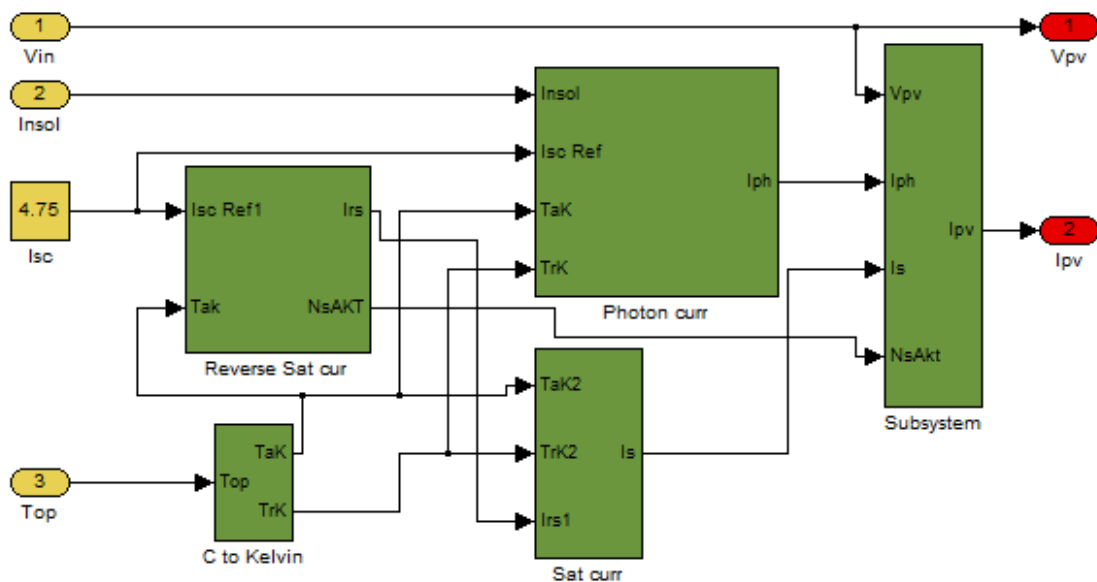 1
Vin
1
Vpv
2
Insol
Insol
Isc Ref
TaK
TrK
Iph
Photon curr
Vpv
Iph
Is
NsAkt
Ipv
Subsystem
4.75
Isc
Isc Ref1
Tak
Irs
NsAKT
Reverse Sat cur
2
Ipv
TaK2
TrK2
Irs1
Is
Sat curr
3
Top
Top
TaK
TrK
C to Kelvin